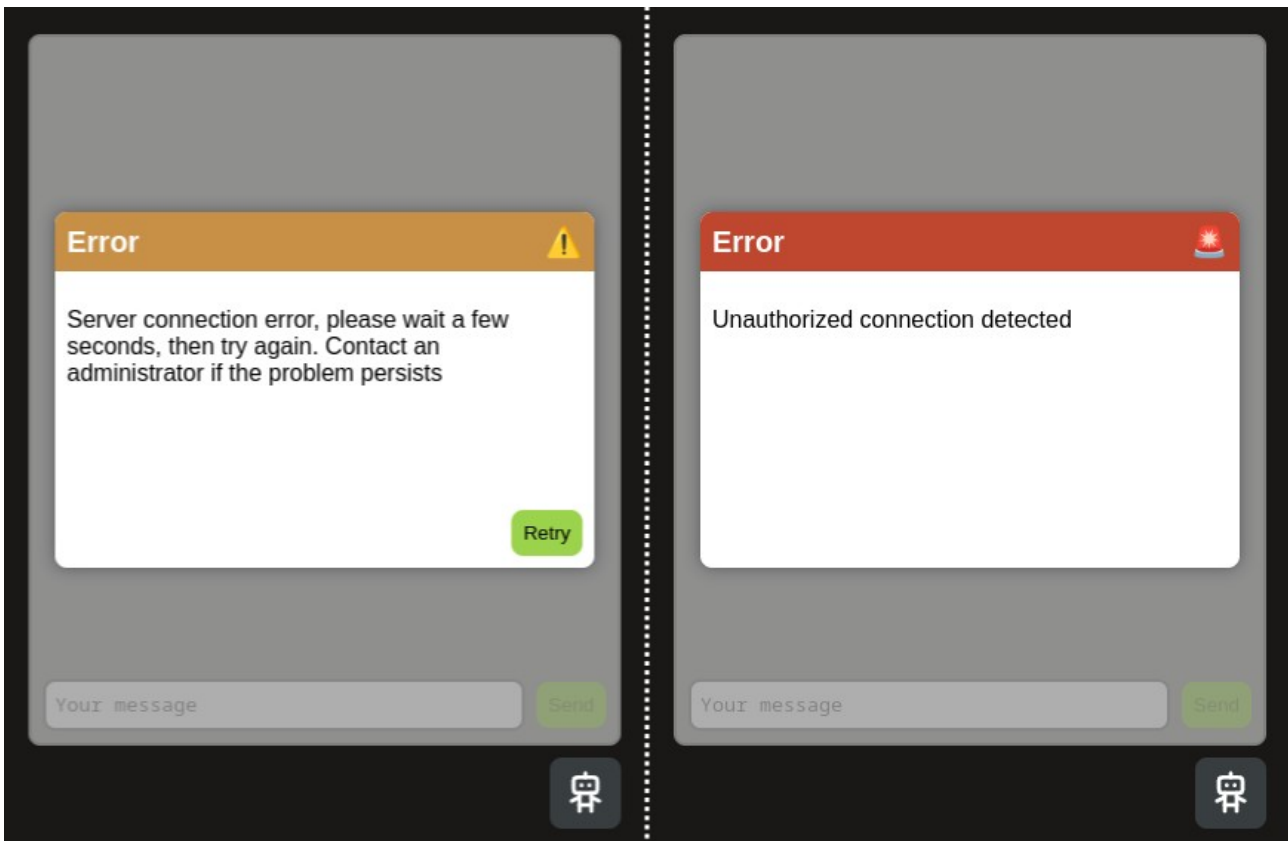 Error
Server connection error, please wait a few
seconds, then try again. Contact an
administrator if the problem persists
Retry
Your message
Send
Error
Unauthorized connection detected
Your message
Send